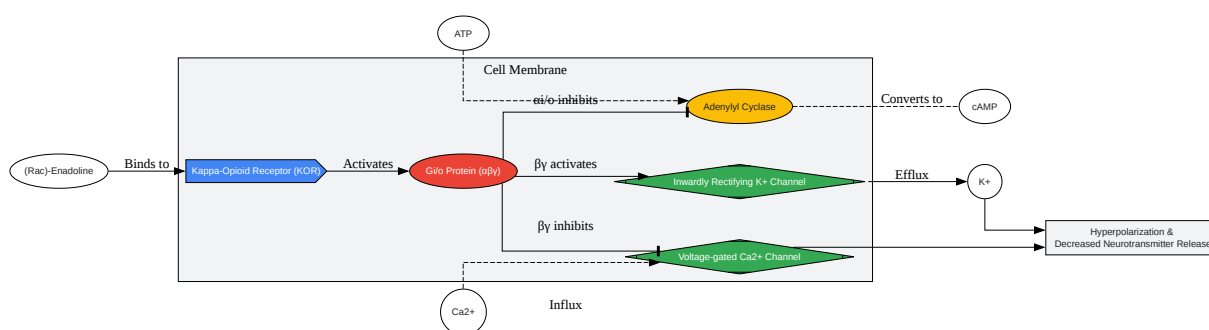 ATP
Cell Membrane
αi/o inhibits
Adenylyl Cyclase
Converts to
cAMP
(Rac)-Enadoline
Binds to
Kappa-Opioid Receptor (KOR)
Activates
Gi/o Protein (αβγ)
βγ activates
Inwardly Rectifying K+ Channel
Efflux
K+
βγ inhibits
Voltage-gated Ca2+ Channel
Hyperpolarization &
Decreased Neurotransmitter Release
Ca2+
Influx